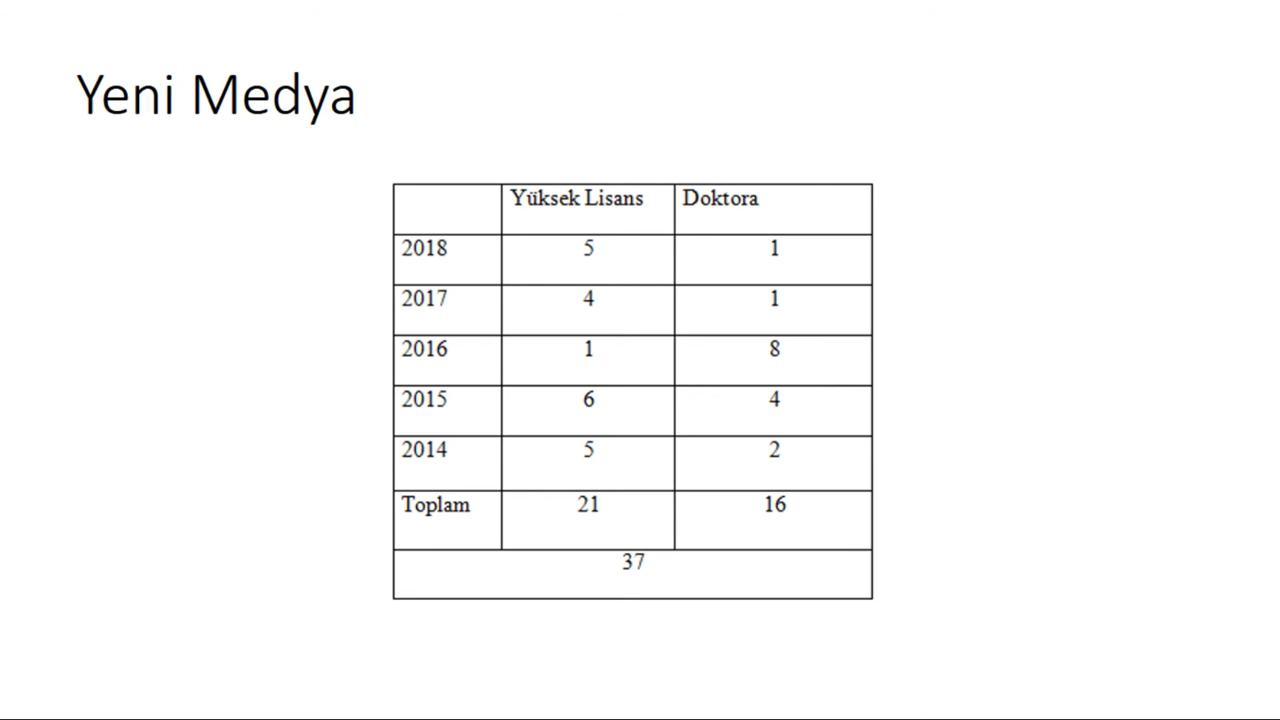 Yeni Medya
Yüksek Lisans Doktora
2018 5 1
2017 4 1
2016 1 8
2015 6 4
2014 5 2
Toplam 21 16
37